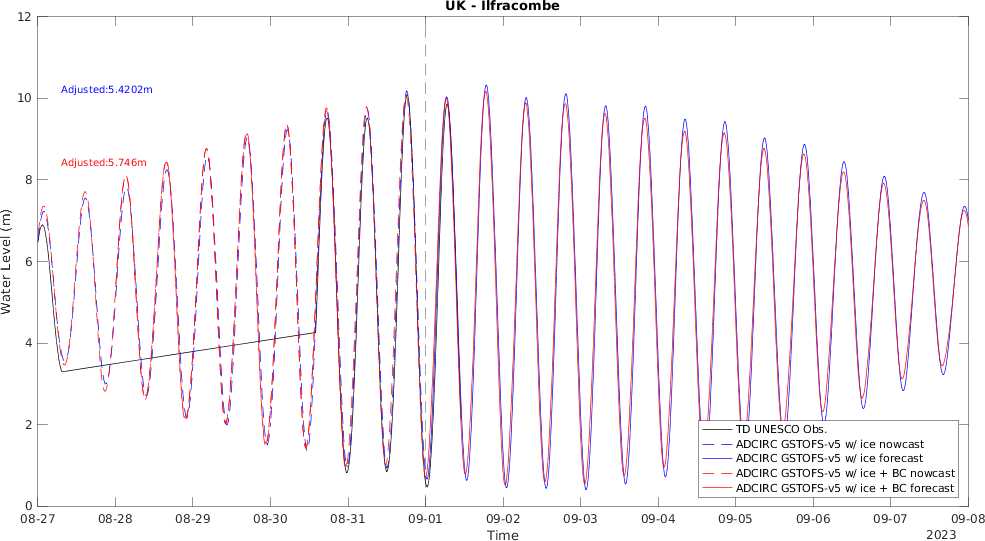 UK - Ilfracombe
12
10
8
6
4
2
0
Water Level (m)
Adjusted:5.4202m
Adjusted:5.746m
TD UNESCO Obs.
ADCIRC GSTOFS-v5 w/ ice nowcast
ADCIRC GSTOFS-v5 w/ ice forecast
ADCIRC GSTOFS-v5 w/ ice + BC nowcast
ADCIRC GSTOFS-v5 w/ ice + BC forecast
08-27 08-28 08-29 08-30 08-31 09-01 09-02 09-03 09-04 09-05 09-06 09-07 09-08
Time
2023